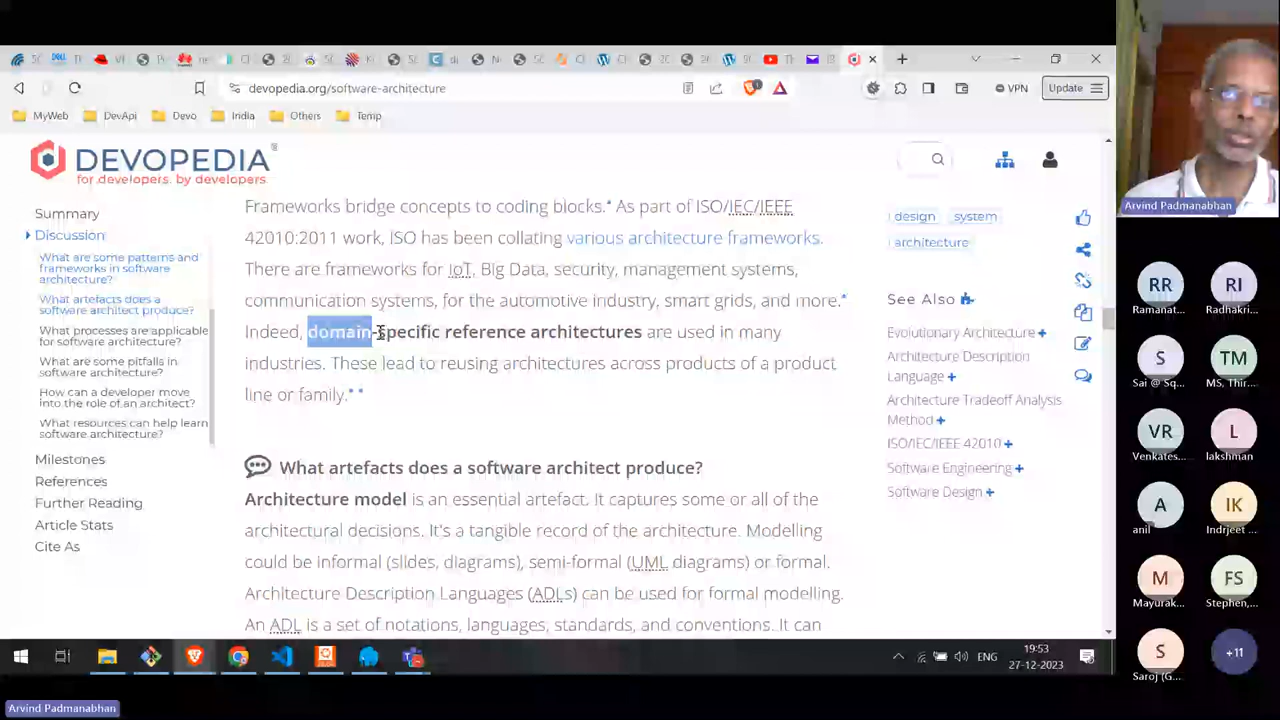 devopedia.org/software-architecture
VPN
Update
MyWeb
DevApi
Devo
India
Others
Temp
DEVOPEDIA
for developers. by developers.
Summary
Discussion
What are some patterns and
frameworks in software
architecture?
What artefacts does a
software architect produce?
What processes are applicable
for software architecture?
What are some pitfalls in
architecture?
How can a developer move
into the role of an architect?
What resources can help learn
software architecture?
Milestones
References
Further Reading
Article Stats
Cite As
Frameworks bridge concepts to coding blocks.* As part of ISO/IEC/IEEE
42010:2011 work, ISO has been collating various architecture frameworks.
There are frameworks for IoT, Big Data, security, management systems,
communication systems, for the automotive industry, smart grids, and more.*
Indeed, domain-specific reference architectures are used in many
industries. These lead to reusing architectures across products of a product
line or family.* *
What artefacts does a software architect produce?
Architecture model is an essential artefact. It captures some or all of the
architectural decisions. It's a tangible record of the architecture. Modelling
could be informal (slides, diagrams), semi-formal (UML diagrams) or formal.
Architecture Description Languages (ADLs) can be used for formal modelling.
An ADL is a set of notations, languages, standards, and conventions. It can
design system
architecture
See Also
Evolutionary Architecture
Architecture Description
Language
Architecture Tradeoff Analysis
Method
ISO/IEC/IEEE 42010
Software Engineering
Software Design
ENG
19:53
27-12-2023
Arvind Padmanabhan
Arvind Padmanabhan
RR
Ramanat...
RI
Radhakri...
S
Sai @ Sq...
TM
MS, Thir...
VR
Venkates...
L
lakshman
A
anil
IK
Indrjeet ...
M
Mayurak...
FS
Stephen,...
S
Saroj (G...
+11